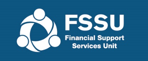 FSSU
Financial Support
Services Unit